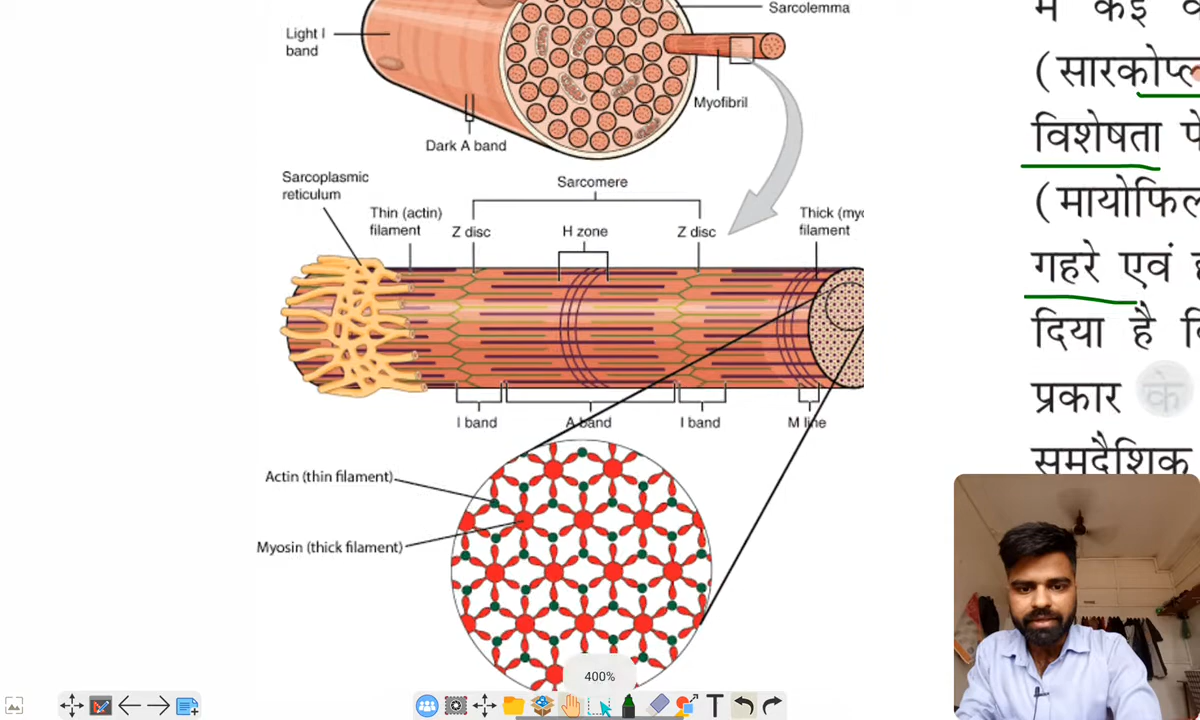 Light I
band
Sarcolemma
Myofibril
Dark A band
Sarcoplasmic
reticulum
Sarcomere
Thin (actin)
filament
Z disc
H zone
Z disc
Thick (myo
filament
I band
A band
I band
M line
Actin (thin filament)
Myosin (thick filament)
400%
में कई
(सारकोप्ल
विशेषता
(मायोफिल
गहरे एवं
दिया है
प्रकार के
समदैशिक